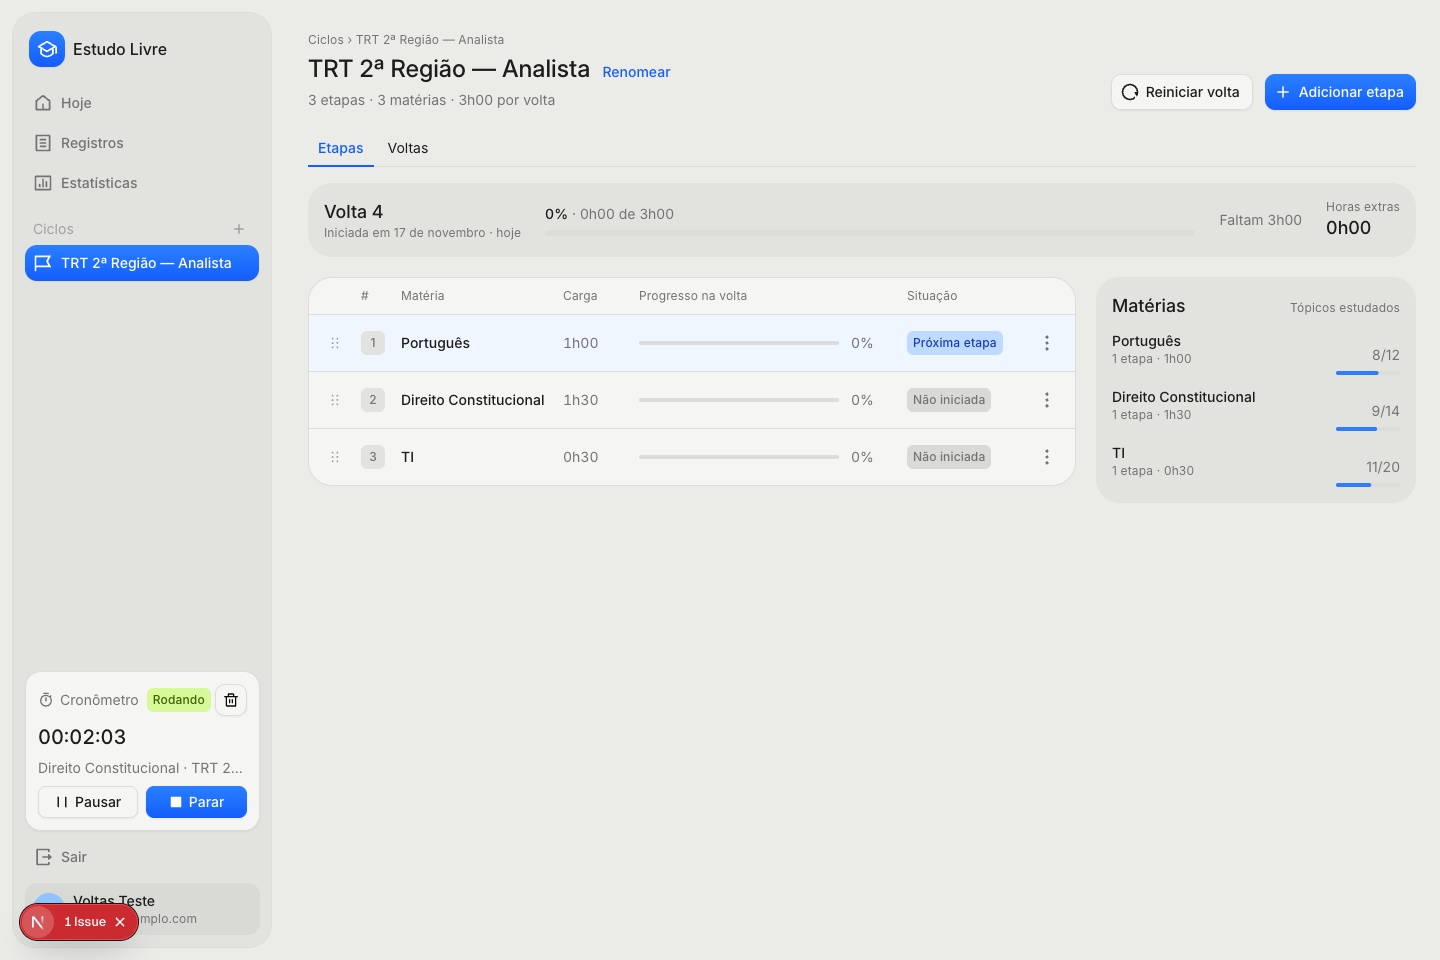 Estudo Livre
Hoje
Registros
Estatísticas
Ciclos
TRT 2ª Região — Analista
Cronômetro Rodando
00:02:03
Direito Constitucional · TRT 2...
Pausar Parar
Sair
Voltas Teste
mplo.com
1 Issue
Ciclos › TRT 2ª Região — Analista
TRT 2ª Região — Analista Renomear
3 etapas · 3 matérias · 3h00 por volta
Reiniciar volta Adicionar etapa
Etapas Voltas
Volta 4
Iniciada em 17 de novembro · hoje
0% · 0h00 de 3h00
Faltam 3h00
Horas extras
0h00
# Matéria Carga Progresso na volta Situação
1 Português 1h00 0% Próxima etapa
2 Direito Constitucional 1h30 0% Não iniciada
3 TI 0h30 0% Não iniciada
Matérias Tópicos estudados
Português
1 etapa · 1h00 8/12
Direito Constitucional
1 etapa · 1h30 9/14
TI
1 etapa · 0h30 11/20